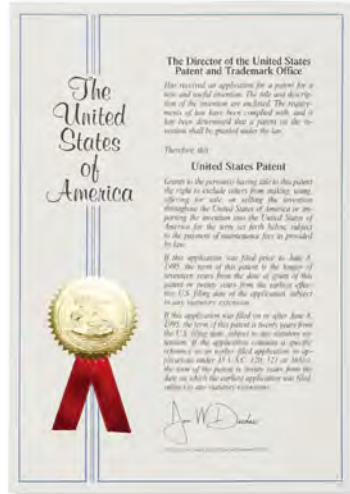 The
United
States
of
America
The Director of the United States
Patent and Trademark Office
Has received an application for a patent for a
new and useful invention. The title and descrip-
tion of the invention are enclosed. The require-
ments of law have been complied with, and it
has been determined that a patent on the in-
vention shall be granted under the law.
Therefore, this
United States Patent
Grants to the person(s) having title to this patent
the right to exclude others from making, using,
offering for sale, or selling the invention
throughout the United States of America or im-
porting the invention into the United States of
America for the term set forth below, subject
to the payment of maintenance fees as provided
by law.
If this application was filed prior to June 8,
1995, the term of this patent is the longer of
seventeen years from the date of grant of this
patent or twenty years from the earliest effec-
tive U.S. filing date of the application, subject
to any statutory extension.
If this application was filed on or after June 8,
1995, the term of this patent is twenty years from
the U.S. filing date, subject to any statutory ex-
tension. If the application contains a specific
reference to an earlier filed application or ap-
plications under 35 U.S.C. 120, 121 or 365(c),
the term of the patent is twenty years from the
date on which the earliest application was filed,
subject to any statutory extensions.